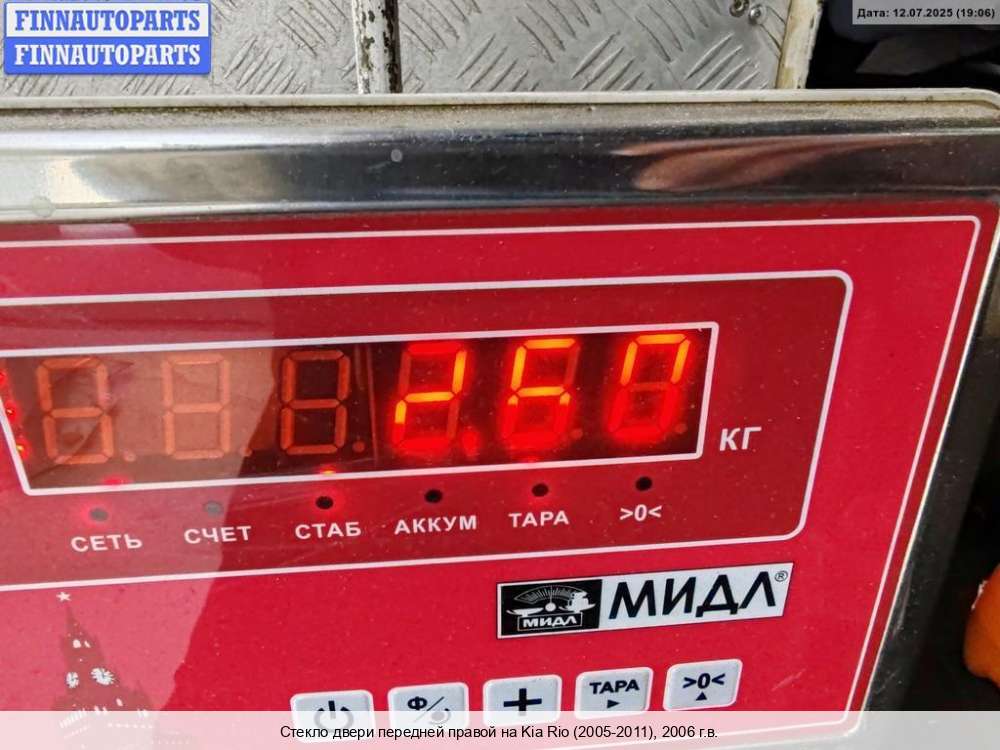 FINNAUTOPARTS
FINNAUTOPARTS
Дата: 12.07.2025 (19:06)
2.50
КГ
СЕТЬ СЧЕТ СТАБ АККУМ ТАРА >0<
МИДЛ МИДЛ®
Ф + ТАРА >0<
Стекло двери передней правой на Kia Rio (2005-2011), 2006 г.в.